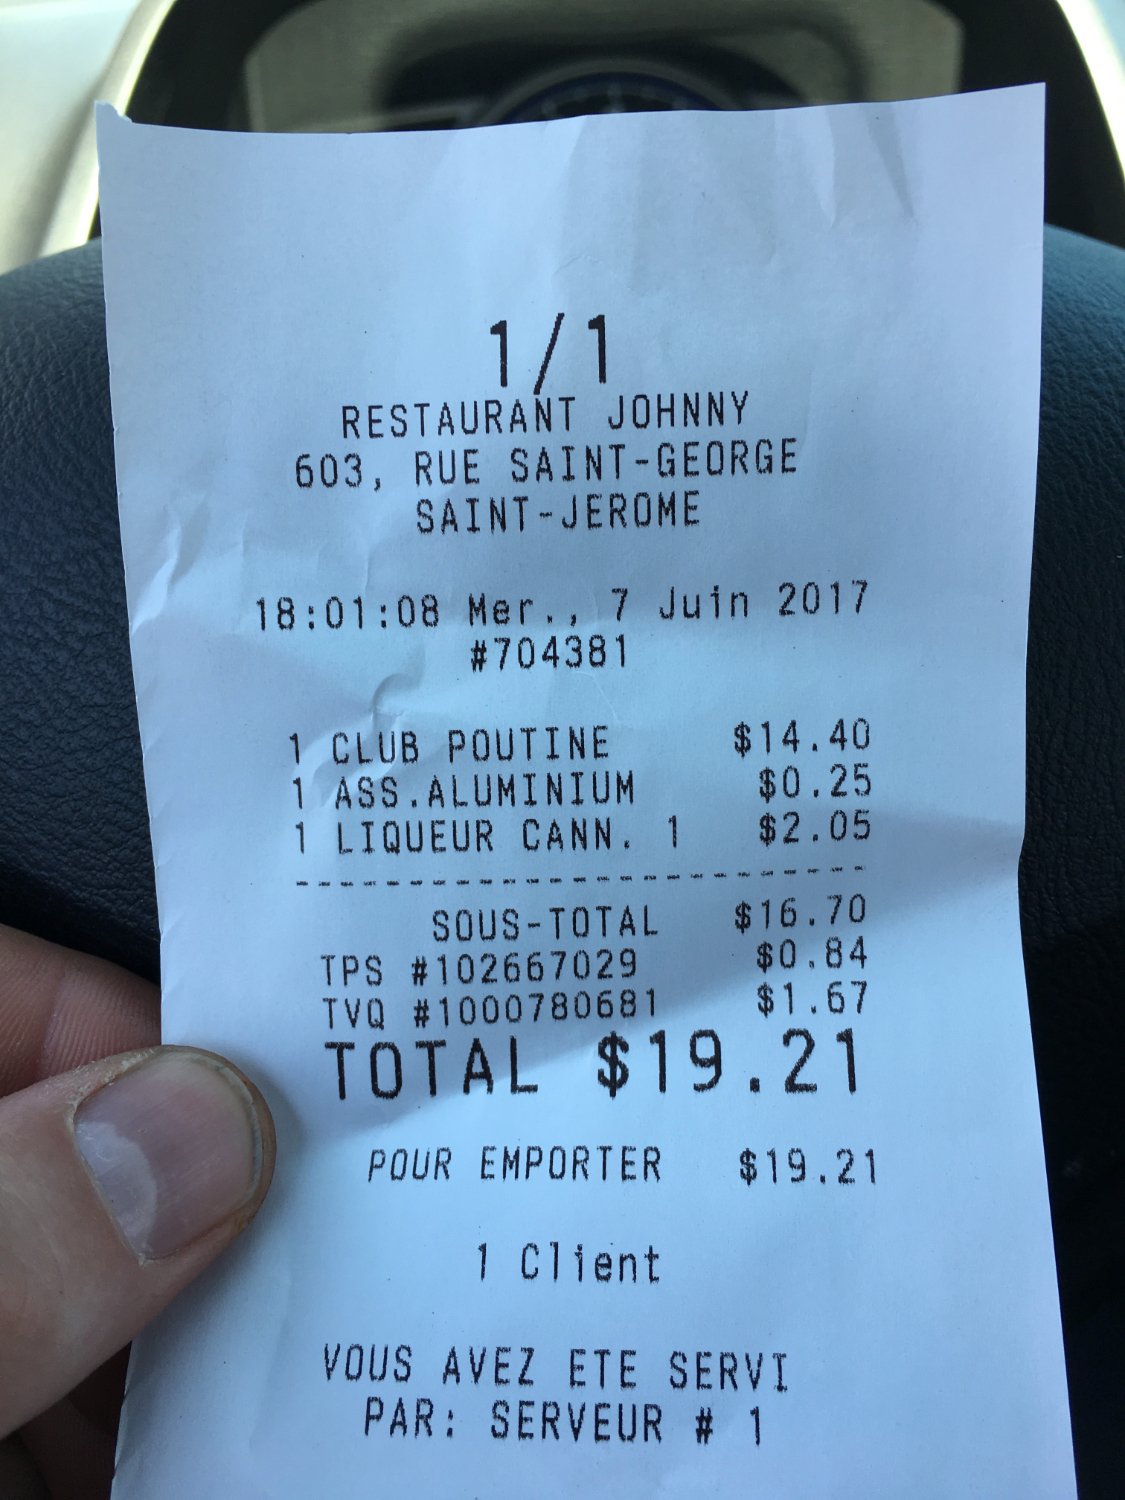 1/1
RESTAURANT JOHNNY
603, RUE SAINT-GEORGE
SAINT-JEROME
18:01:08 Mer., 7 Juin 2017
#704381
1 CLUB POUTINE $14.40
1 ASS.ALUMINIUM $0.25
1 LIQUEUR CANN. 1 $2.05
------------------------
SOUS-TOTAL $16.70
TPS #102667029 $0.84
TVQ #1000780681 $1.67
TOTAL $19.21
POUR EMPORTER $19.21
1 Client
VOUS AVEZ ETE SERVI
PAR: SERVEUR # 1